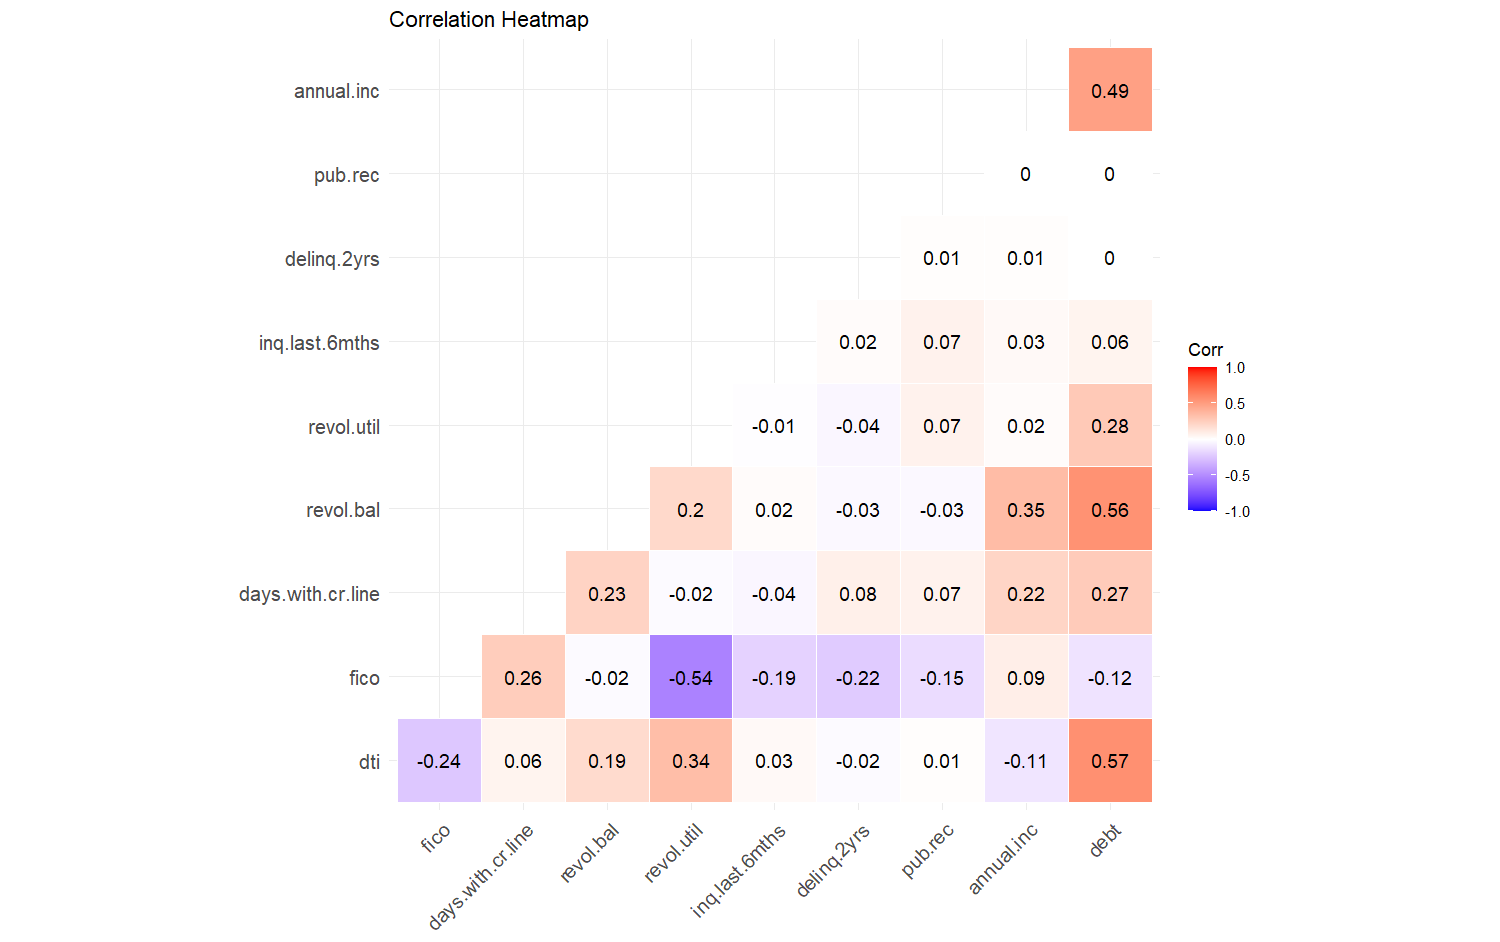 Correlation Heatmap
annual.inc 0.49
pub.rec 0 0
delinq.2yrs 0.01 0.01 0
inq.last.6mths 0.02 0.07 0.03 0.06
revol.util -0.01 -0.04 0.07 0.02 0.28
revol.bal 0.2 0.02 -0.03 -0.03 0.35 0.56
days.with.cr.line 0.23 -0.02 -0.04 0.08 0.07 0.22 0.27
fico 0.26 -0.02 -0.54 -0.19 -0.22 -0.15 0.09 -0.12
dti -0.24 0.06 0.19 0.34 0.03 -0.02 0.01 -0.11 0.57
fico days.with.cr.line revol.bal revol.util inq.last.6mths delinq.2yrs pub.rec annual.inc debt
Corr
1.0
0.5
0.0
-0.5
-1.0